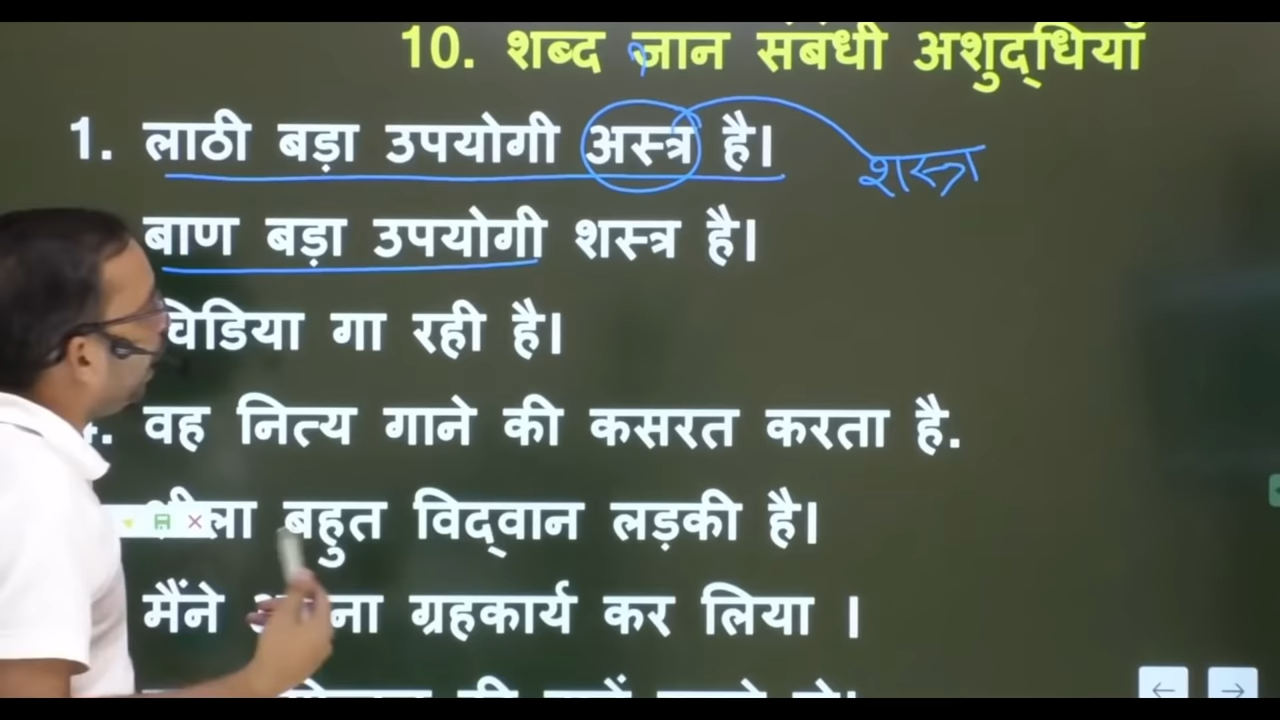 10. शब्द ज्ञान संबंधी अशुद्धियाँ
1. लाठी बड़ा उपयोगी अस्त्र है। शस्त्र
बाण बड़ा उपयोगी शस्त्र है।
चिडिया गा रही है।
4. वह नित्य गाने की कसरत करता है.
बहुत विद्वान लड़की है।
मैंने ग्रहकार्य कर लिया ।